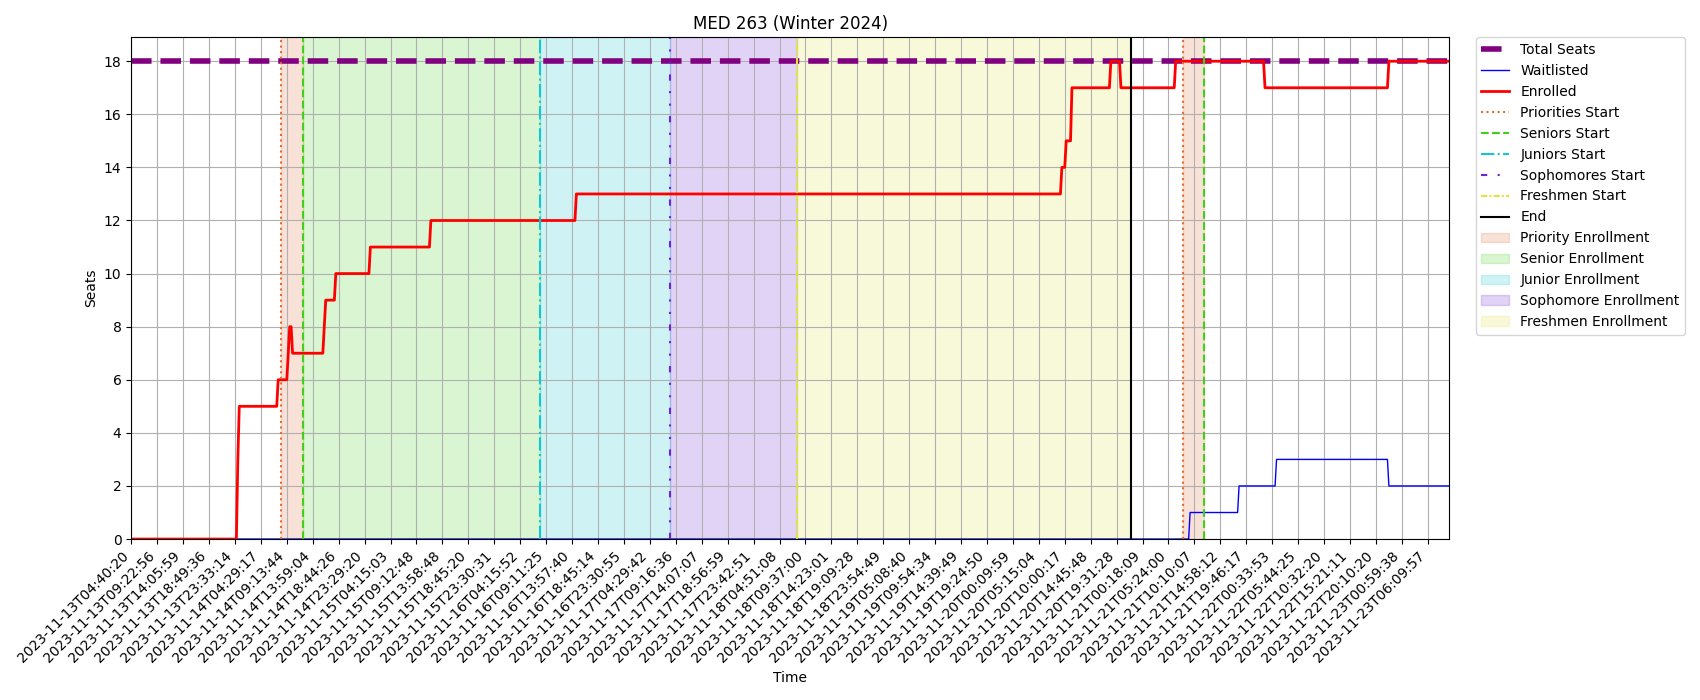 MED 263 (Winter 2024)
Seats
18
16
14
12
10
8
6
4
2
0
2023-11-13T04:40:20
2023-11-13T09:22:56
2023-11-13T14:05:59
2023-11-13T18:49:36
2023-11-13T23:33:14
2023-11-14T04:29:17
2023-11-14T09:13:44
2023-11-14T13:59:04
2023-11-14T18:44:26
2023-11-14T23:29:20
2023-11-15T04:15:03
2023-11-15T09:12:48
2023-11-15T13:58:48
2023-11-15T18:45:20
2023-11-15T23:30:31
2023-11-16T04:15:52
2023-11-16T09:11:25
2023-11-16T13:57:40
2023-11-16T18:45:14
2023-11-16T23:30:55
2023-11-17T04:29:42
2023-11-17T09:16:36
2023-11-17T14:07:07
2023-11-17T18:56:59
2023-11-17T23:42:51
2023-11-18T04:51:08
2023-11-18T09:37:00
2023-11-18T14:23:01
2023-11-18T19:09:28
2023-11-18T23:54:49
2023-11-19T05:08:40
2023-11-19T09:54:34
2023-11-19T14:39:49
2023-11-19T19:24:50
2023-11-20T00:09:59
2023-11-20T05:15:04
2023-11-20T10:00:17
2023-11-20T14:45:48
2023-11-20T19:31:28
2023-11-21T00:18:09
2023-11-21T05:24:00
2023-11-21T10:10:07
2023-11-21T14:58:12
2023-11-21T19:46:17
2023-11-22T00:33:53
2023-11-22T05:44:25
2023-11-22T10:32:20
2023-11-22T15:21:11
2023-11-22T20:10:20
2023-11-23T00:59:38
2023-11-23T06:09:57
Time
Total Seats
Waitlisted
Enrolled
Priorities Start
Seniors Start
Juniors Start
Sophomores Start
Freshmen Start
End
Priority Enrollment
Senior Enrollment
Junior Enrollment
Sophomore Enrollment
Freshmen Enrollment